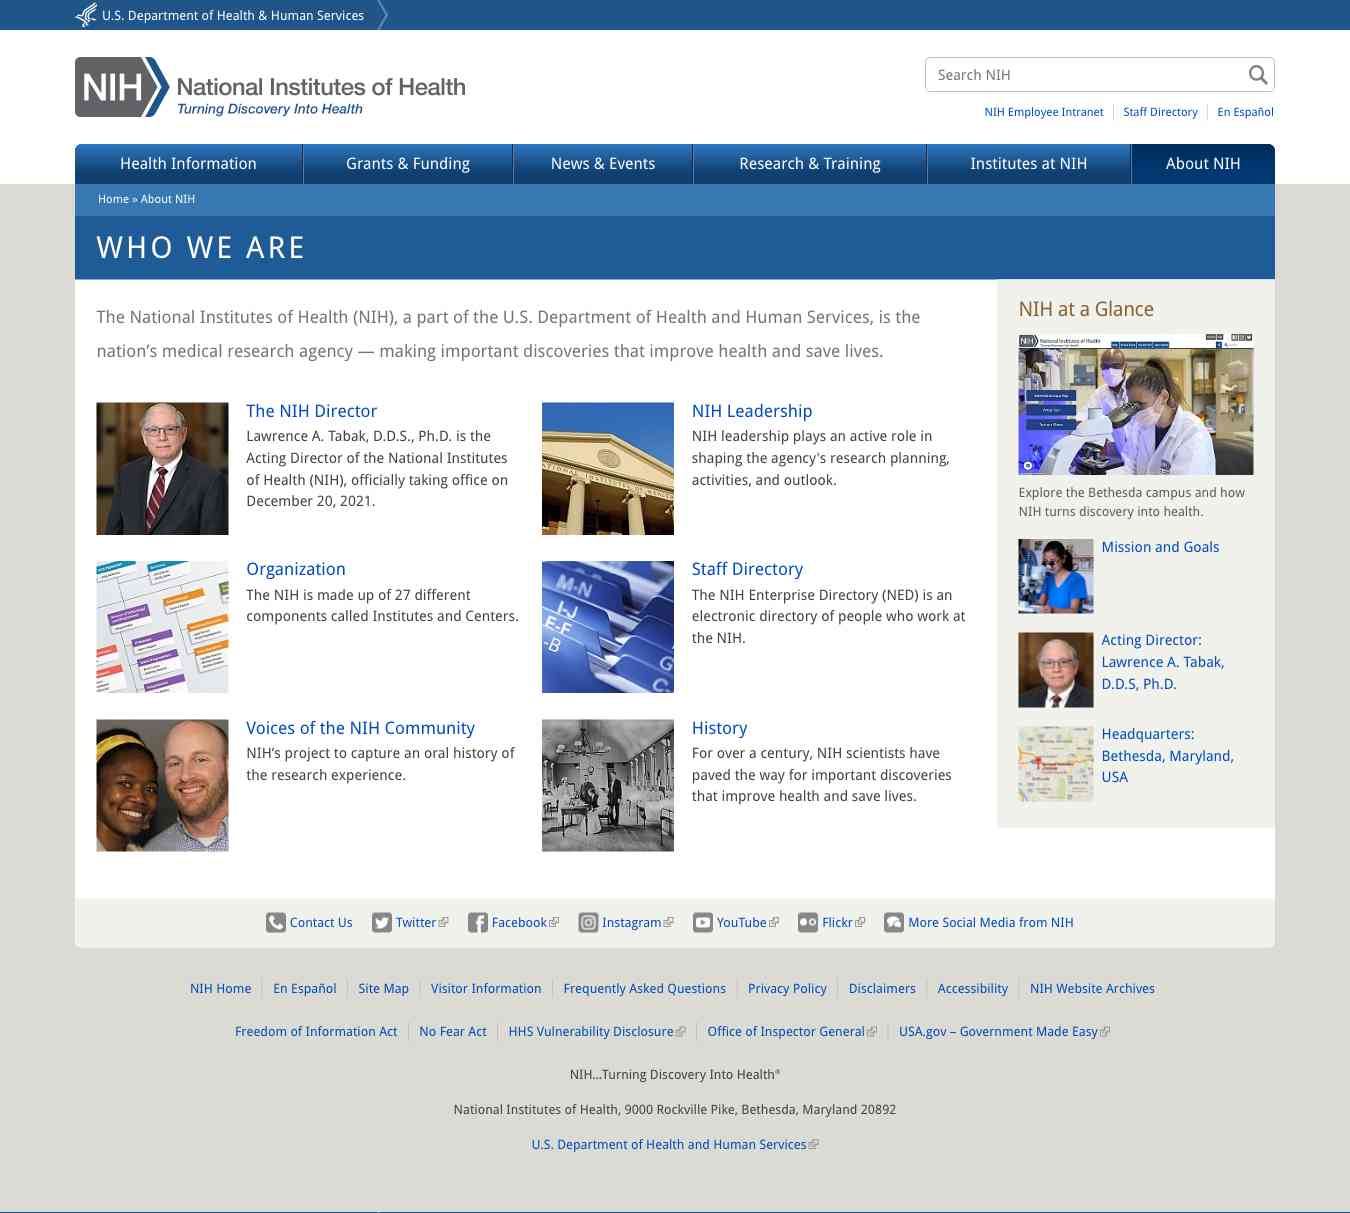 U.S. Department of Health & Human Services
NIH National Institutes of Health
Turning Discovery Into Health
Search NIH
NIH Employee Intranet
Staff Directory
En Español
Health Information
Grants & Funding
News & Events
Research & Training
Institutes at NIH
About NIH
Home » About NIH
WHO WE ARE
The National Institutes of Health (NIH), a part of the U.S. Department of Health and Human Services, is the
nation’s medical research agency — making important discoveries that improve health and save lives.
The NIH Director
Lawrence A. Tabak, D.D.S., Ph.D. is the
Acting Director of the National Institutes
of Health (NIH), officially taking office on
December 20, 2021.
NIH Leadership
NIH leadership plays an active role in
shaping the agency's research planning,
activities, and outlook.
Organization
The NIH is made up of 27 different
components called Institutes and Centers.
M-N
I-J
E-F
-B
G
C
Staff Directory
The NIH Enterprise Directory (NED) is an
electronic directory of people who work at
the NIH.
Voices of the NIH Community
NIH’s project to capture an oral history of
the research experience.
History
For over a century, NIH scientists have
paved the way for important discoveries
that improve health and save lives.
NIH at a Glance
NIH National Institutes of Health
Explore the Bethesda campus and how
NIH turns discovery into health.
Mission and Goals
Acting Director:
Lawrence A. Tabak,
D.D.S, Ph.D.
Headquarters:
Bethesda, Maryland,
USA
Contact Us
Twitter
Facebook
Instagram
YouTube
Flickr
More Social Media from NIH
NIH Home
En Español
Site Map
Visitor Information
Frequently Asked Questions
Privacy Policy
Disclaimers
Accessibility
NIH Website Archives
Freedom of Information Act
No Fear Act
HHS Vulnerability Disclosure
Office of Inspector General
USA.gov – Government Made Easy
NIH…Turning Discovery Into Health®
National Institutes of Health, 9000 Rockville Pike, Bethesda, Maryland 20892
U.S. Department of Health and Human Services